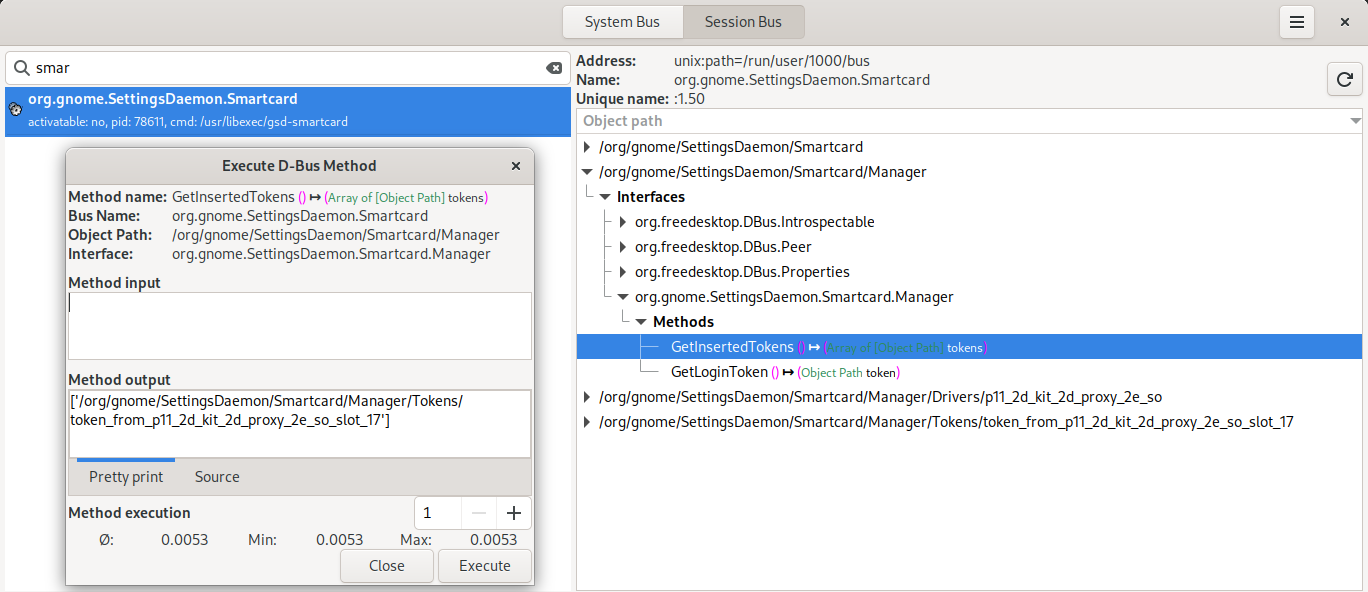 System Bus
Session Bus
smar
org.gnome.SettingsDaemon.Smartcard
activatable: no, pid: 78611, cmd: /usr/libexec/gsd-smartcard
Execute D-Bus Method
Method name: GetInsertedTokens () ↦ (Array of [Object Path] tokens)
Bus Name: org.gnome.SettingsDaemon.Smartcard
Object Path: /org/gnome/SettingsDaemon/Smartcard/Manager
Interface: org.gnome.SettingsDaemon.Smartcard.Manager
Method input
Method output
['/org/gnome/SettingsDaemon/Smartcard/Manager/Tokens/
token_from_p11_2d_kit_2d_proxy_2e_so_slot_17']
Pretty print
Source
Method execution
1
Ø: 0.0053 Min: 0.0053 Max: 0.0053
Close
Execute
Address: unix:path=/run/user/1000/bus
Name: org.gnome.SettingsDaemon.Smartcard
Unique name: :1.50
Object path
/org/gnome/SettingsDaemon/Smartcard
/org/gnome/SettingsDaemon/Smartcard/Manager
Interfaces
org.freedesktop.DBus.Introspectable
org.freedesktop.DBus.Peer
org.freedesktop.DBus.Properties
org.gnome.SettingsDaemon.Smartcard.Manager
Methods
GetInsertedTokens () ↦ (Array of [Object Path] tokens)
GetLoginToken () ↦ (Object Path token)
/org/gnome/SettingsDaemon/Smartcard/Manager/Drivers/p11_2d_kit_2d_proxy_2e_so
/org/gnome/SettingsDaemon/Smartcard/Manager/Tokens/token_from_p11_2d_kit_2d_proxy_2e_so_slot_17